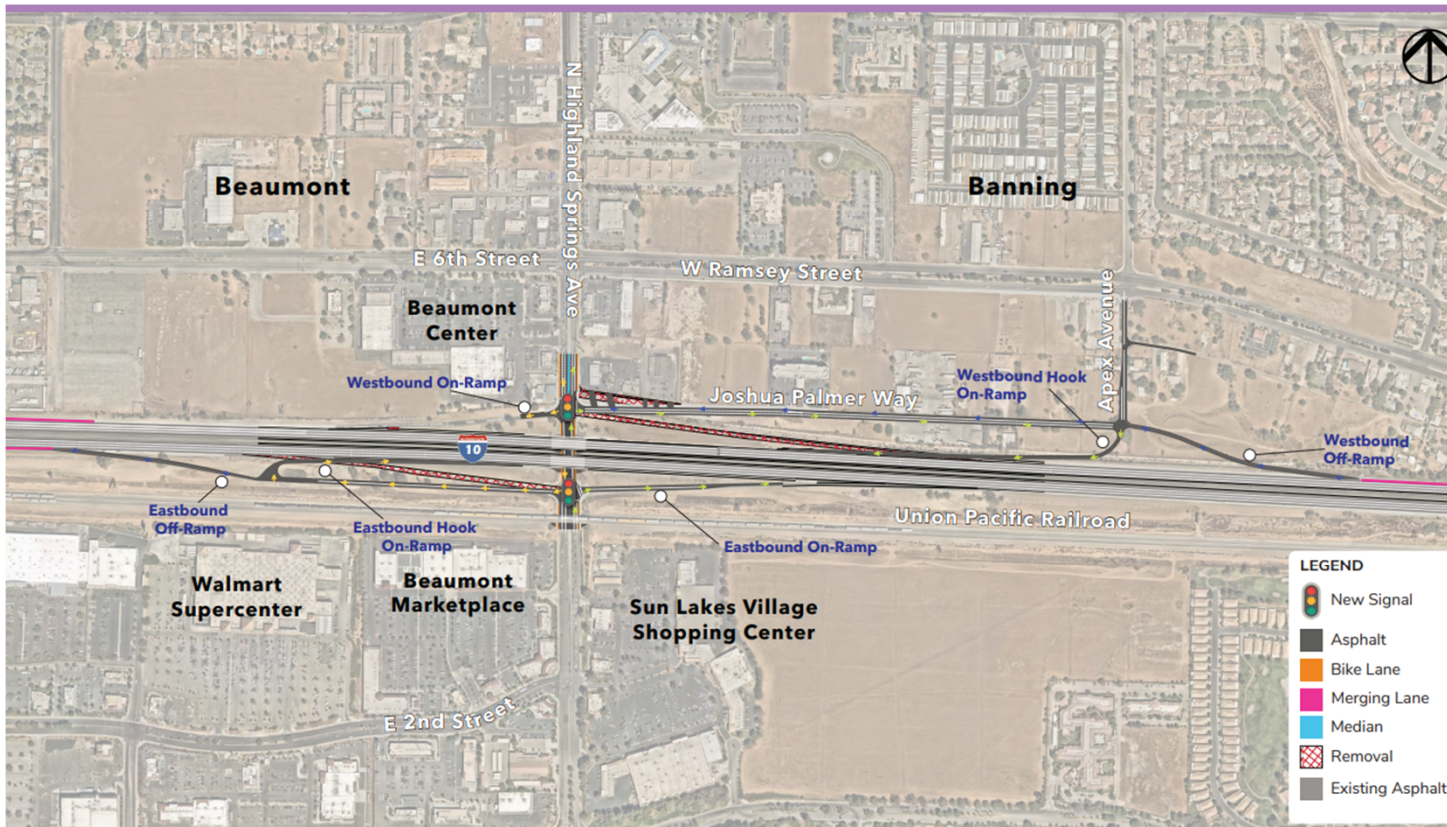 N Highland Springs Ave
Beaumont
Banning
E 6th Street
W Ramsey Street
Apex Avenue
Beaumont
Center
Westbound On-Ramp
Joshua Palmer Way
Westbound Hook
On-Ramp
10
Westbound
Off-Ramp
Eastbound
Off-Ramp
Eastbound Hook
On-Ramp
Union Pacific Railroad
Eastbound On-Ramp
Walmart
Supercenter
Beaumont
Marketplace
Sun Lakes Village
Shopping Center
E 2nd Street
LEGEND
New Signal
Asphalt
Bike Lane
Merging Lane
Median
Removal
Existing Asphalt